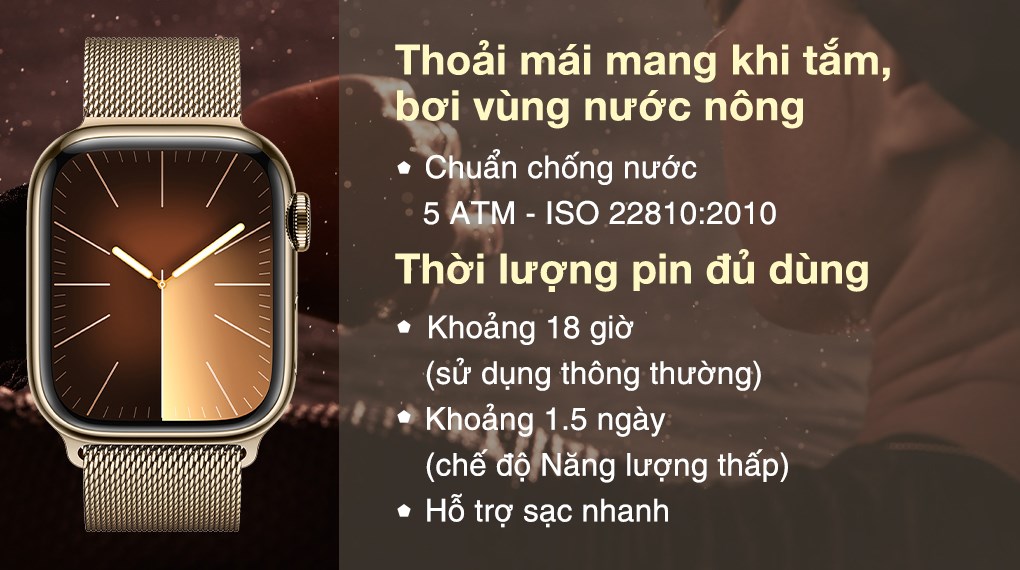 Thoải mái mang khi tắm,
bơi vùng nước nông
Chuẩn chống nước
5 ATM - ISO 22810:2010
Thời lượng pin đủ dùng
Khoảng 18 giờ
(sử dụng thông thường)
Khoảng 1.5 ngày
(chế độ Năng lượng thấp)
Hỗ trợ sạc nhanh